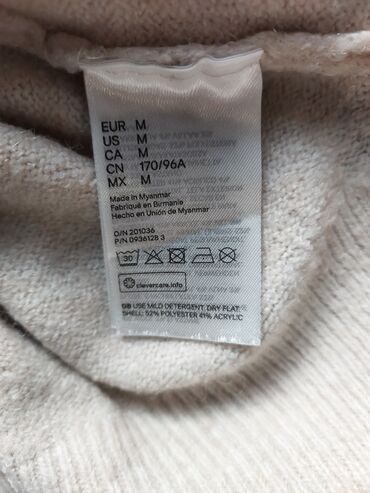 EUR M
US M
CA M
CN 170/96A
MX M
Made in Myanmar
Fabriqué en Birmanie
Hecho en Unión de Myanmar
O/N 201036
P/N 0936128 3
30
clevercare.info
GB USE MILD DETERGENT. DRY FLAT.
SHELL: 52% POLYESTER 41% ACRYLIC